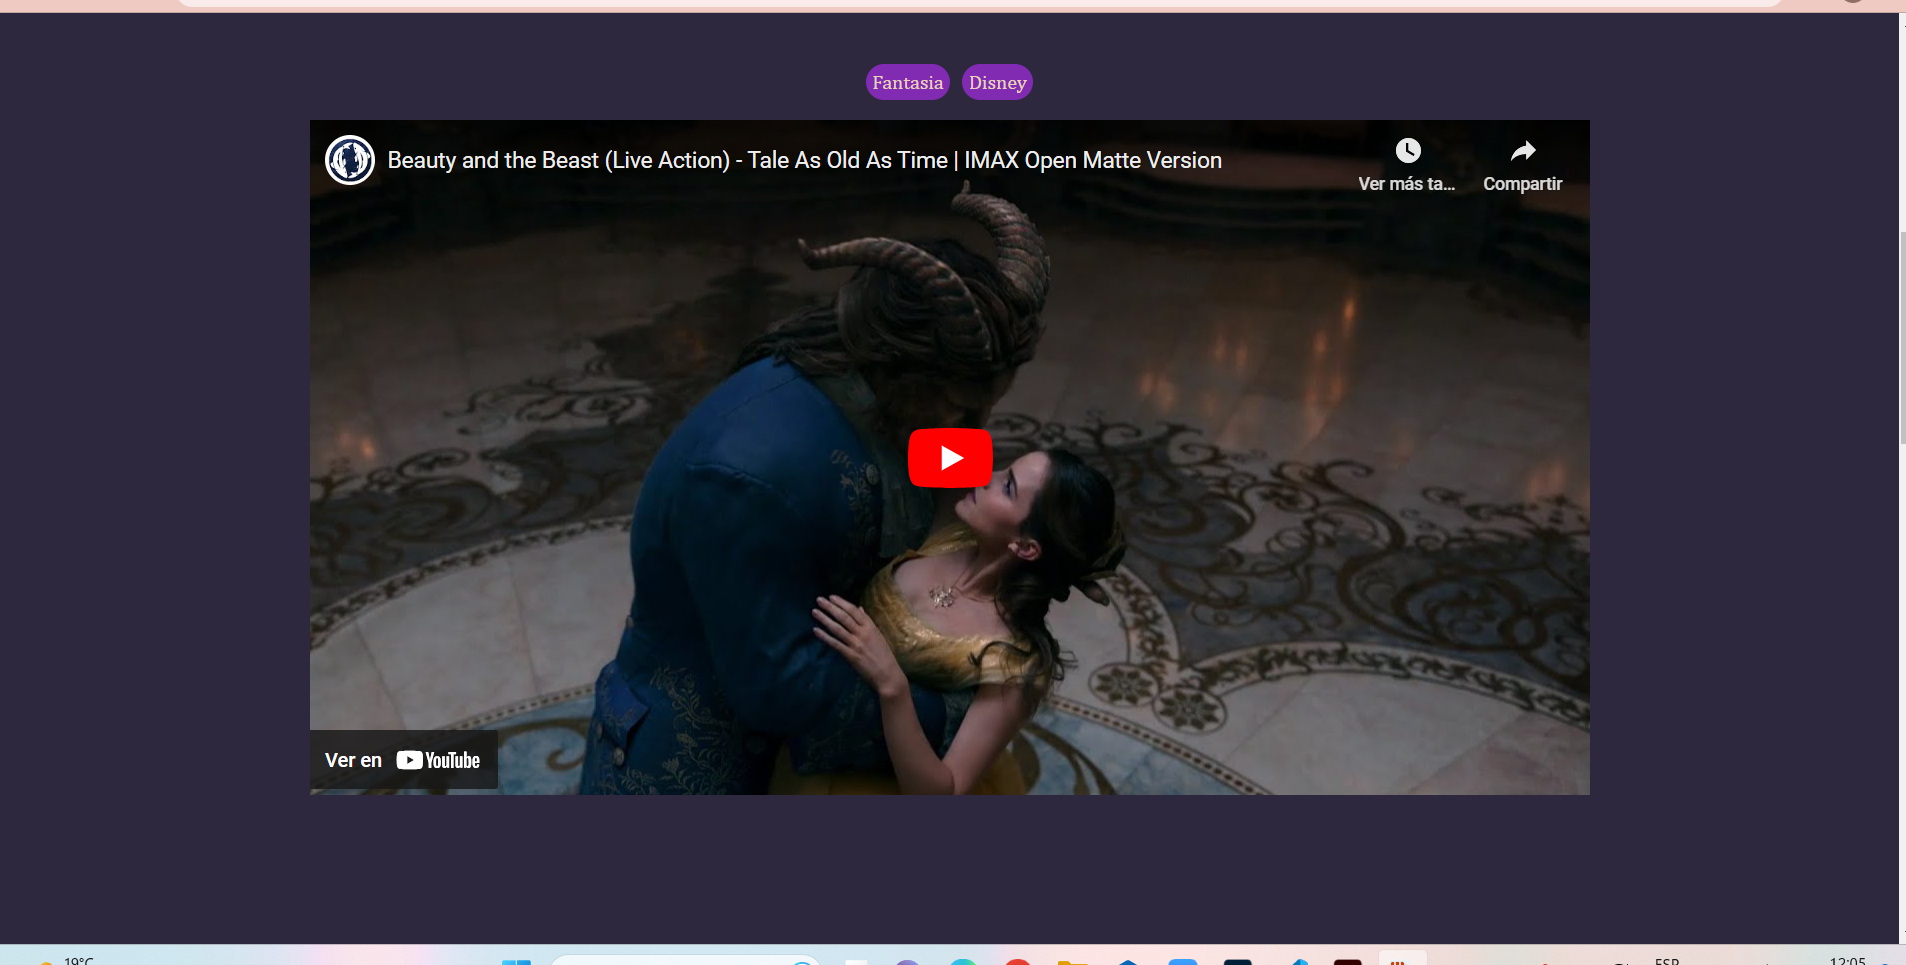 Fantasia Disney
Beauty and the Beast (Live Action) - Tale As Old As Time | IMAX Open Matte Version
Ver más ta...
Compartir
Ver en YouTube
19°C
ESP
12:05